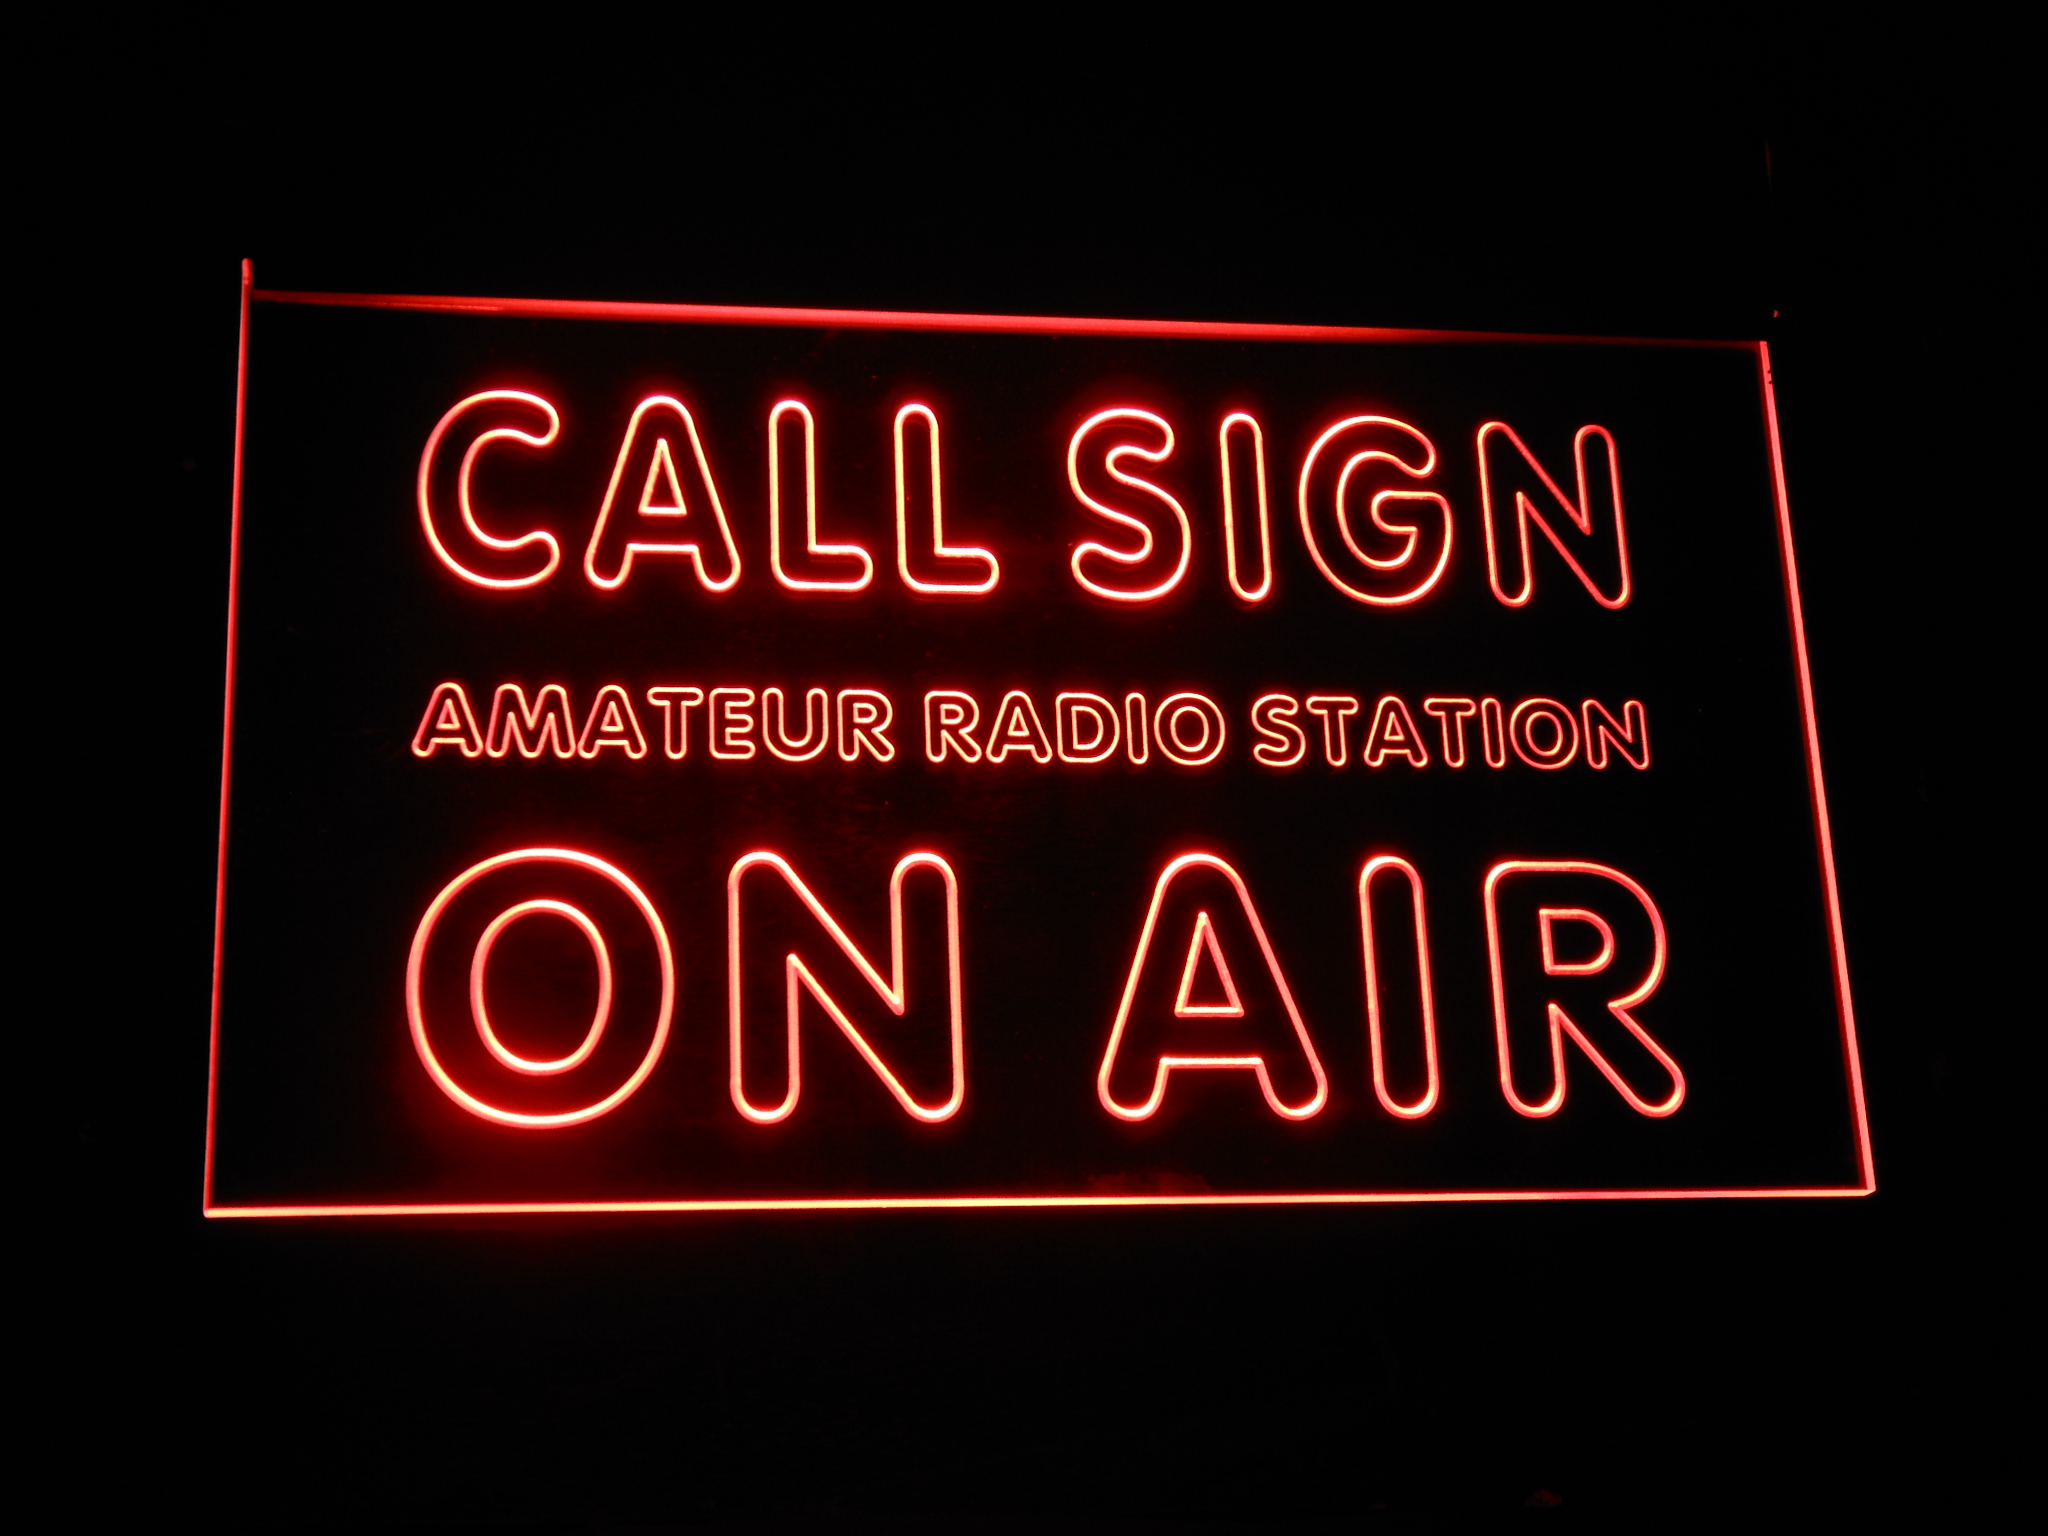 CALL SIGN
AMATEUR RADIO STATION
ON AIR